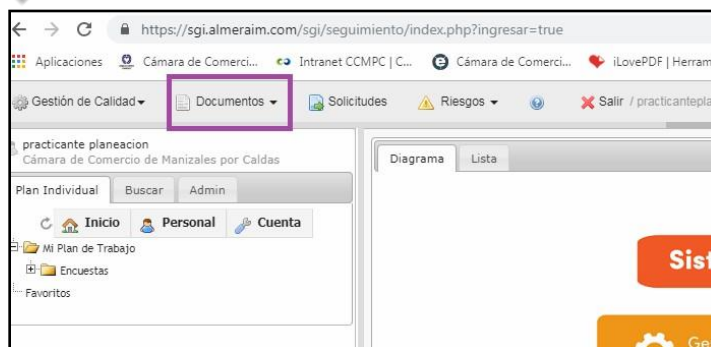 https://sgi.almeraim.com/sgi/seguimiento/index.php?ingresar=true
Aplicaciones Cámara de Comerci... Intranet CCMPC | C... Cámara de Comerci... iLovePDF | Herram
Gestión de Calidad Documentos Solicitudes Riesgos Salir / practicantepla
practicante planeacion
Cámara de Comercio de Manizales por Caldas
Plan Individual Buscar Admin
Inicio Personal Cuenta
Mi Plan de Trabajo
Encuestas
Favoritos
Diagrama Lista
Sist
Ge